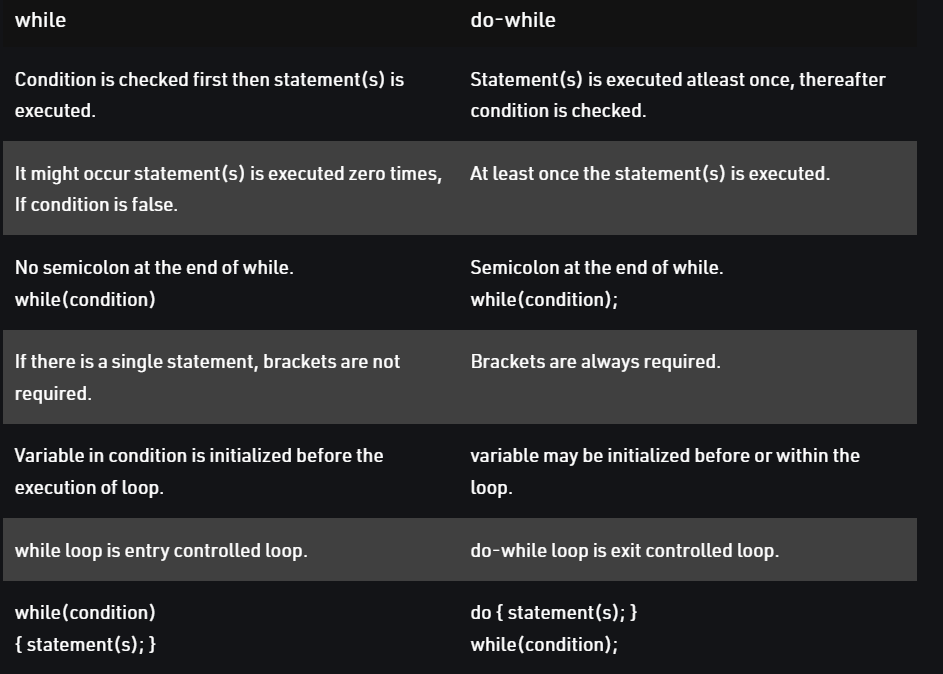 while
do-while
Condition is checked first then statement(s) is
executed.
Statement(s) is executed atleast once, thereafter
condition is checked.
It might occur statement(s) is executed zero times,
If condition is false.
At least once the statement(s) is executed.
No semicolon at the end of while.
while(condition)
Semicolon at the end of while.
while(condition);
If there is a single statement, brackets are not
required.
Brackets are always required.
Variable in condition is initialized before the
execution of loop.
variable may be initialized before or within the
loop.
while loop is entry controlled loop.
do-while loop is exit controlled loop.
while(condition)
{ statement(s); }
do { statement(s); }
while(condition);